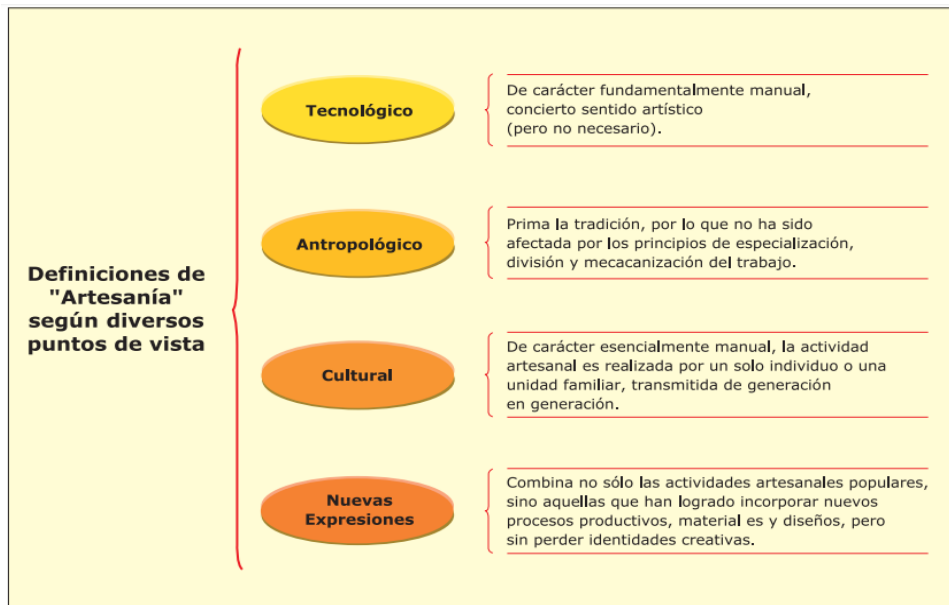 Definiciones de
"Artesanía"
según diversos
puntos de vista
Tecnológico
De carácter fundamentalmente manual,
concierto sentido artístico
(pero no necesario).
Antropológico
Prima la tradición, por lo que no ha sido
afectada por los principios de especialización,
división y mecacanización del trabajo.
Cultural
De carácter esencialmente manual, la actividad
artesanal es realizada por un solo individuo o una
unidad familiar, transmitida de generación
en generación.
Nuevas
Expresiones
Combina no sólo las actividades artesanales populares,
sino aquellas que han logrado incorporar nuevos
procesos productivos, material es y diseños, pero
sin perder identidades creativas.